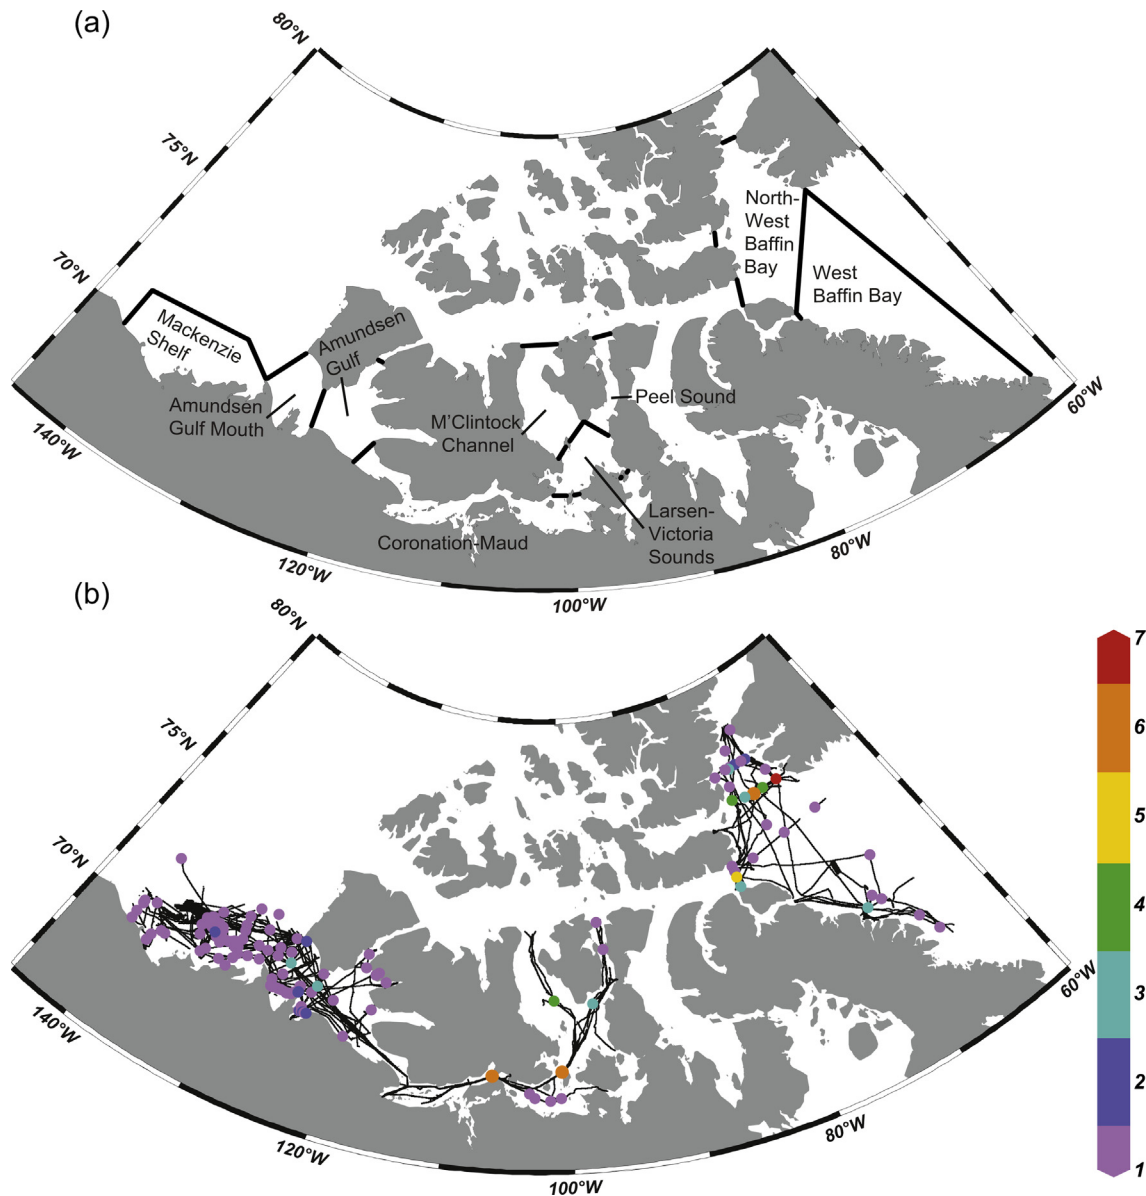 (a)
80°N
75°N
70°N
North-
West
Baffin
Bay
West
Baffin Bay
Mackenzie
Shelf
Amundsen
Gulf
Amundsen
Gulf Mouth
M'Clintock
Channel
Peel Sound
Larsen-
Victoria
Sounds
Coronation-Maud
140°W
120°W
100°W
80°W
60°W
(b)
80°N
75°N
70°N
140°W
120°W
100°W
80°W
60°W
7
6
5
4
3
2
1